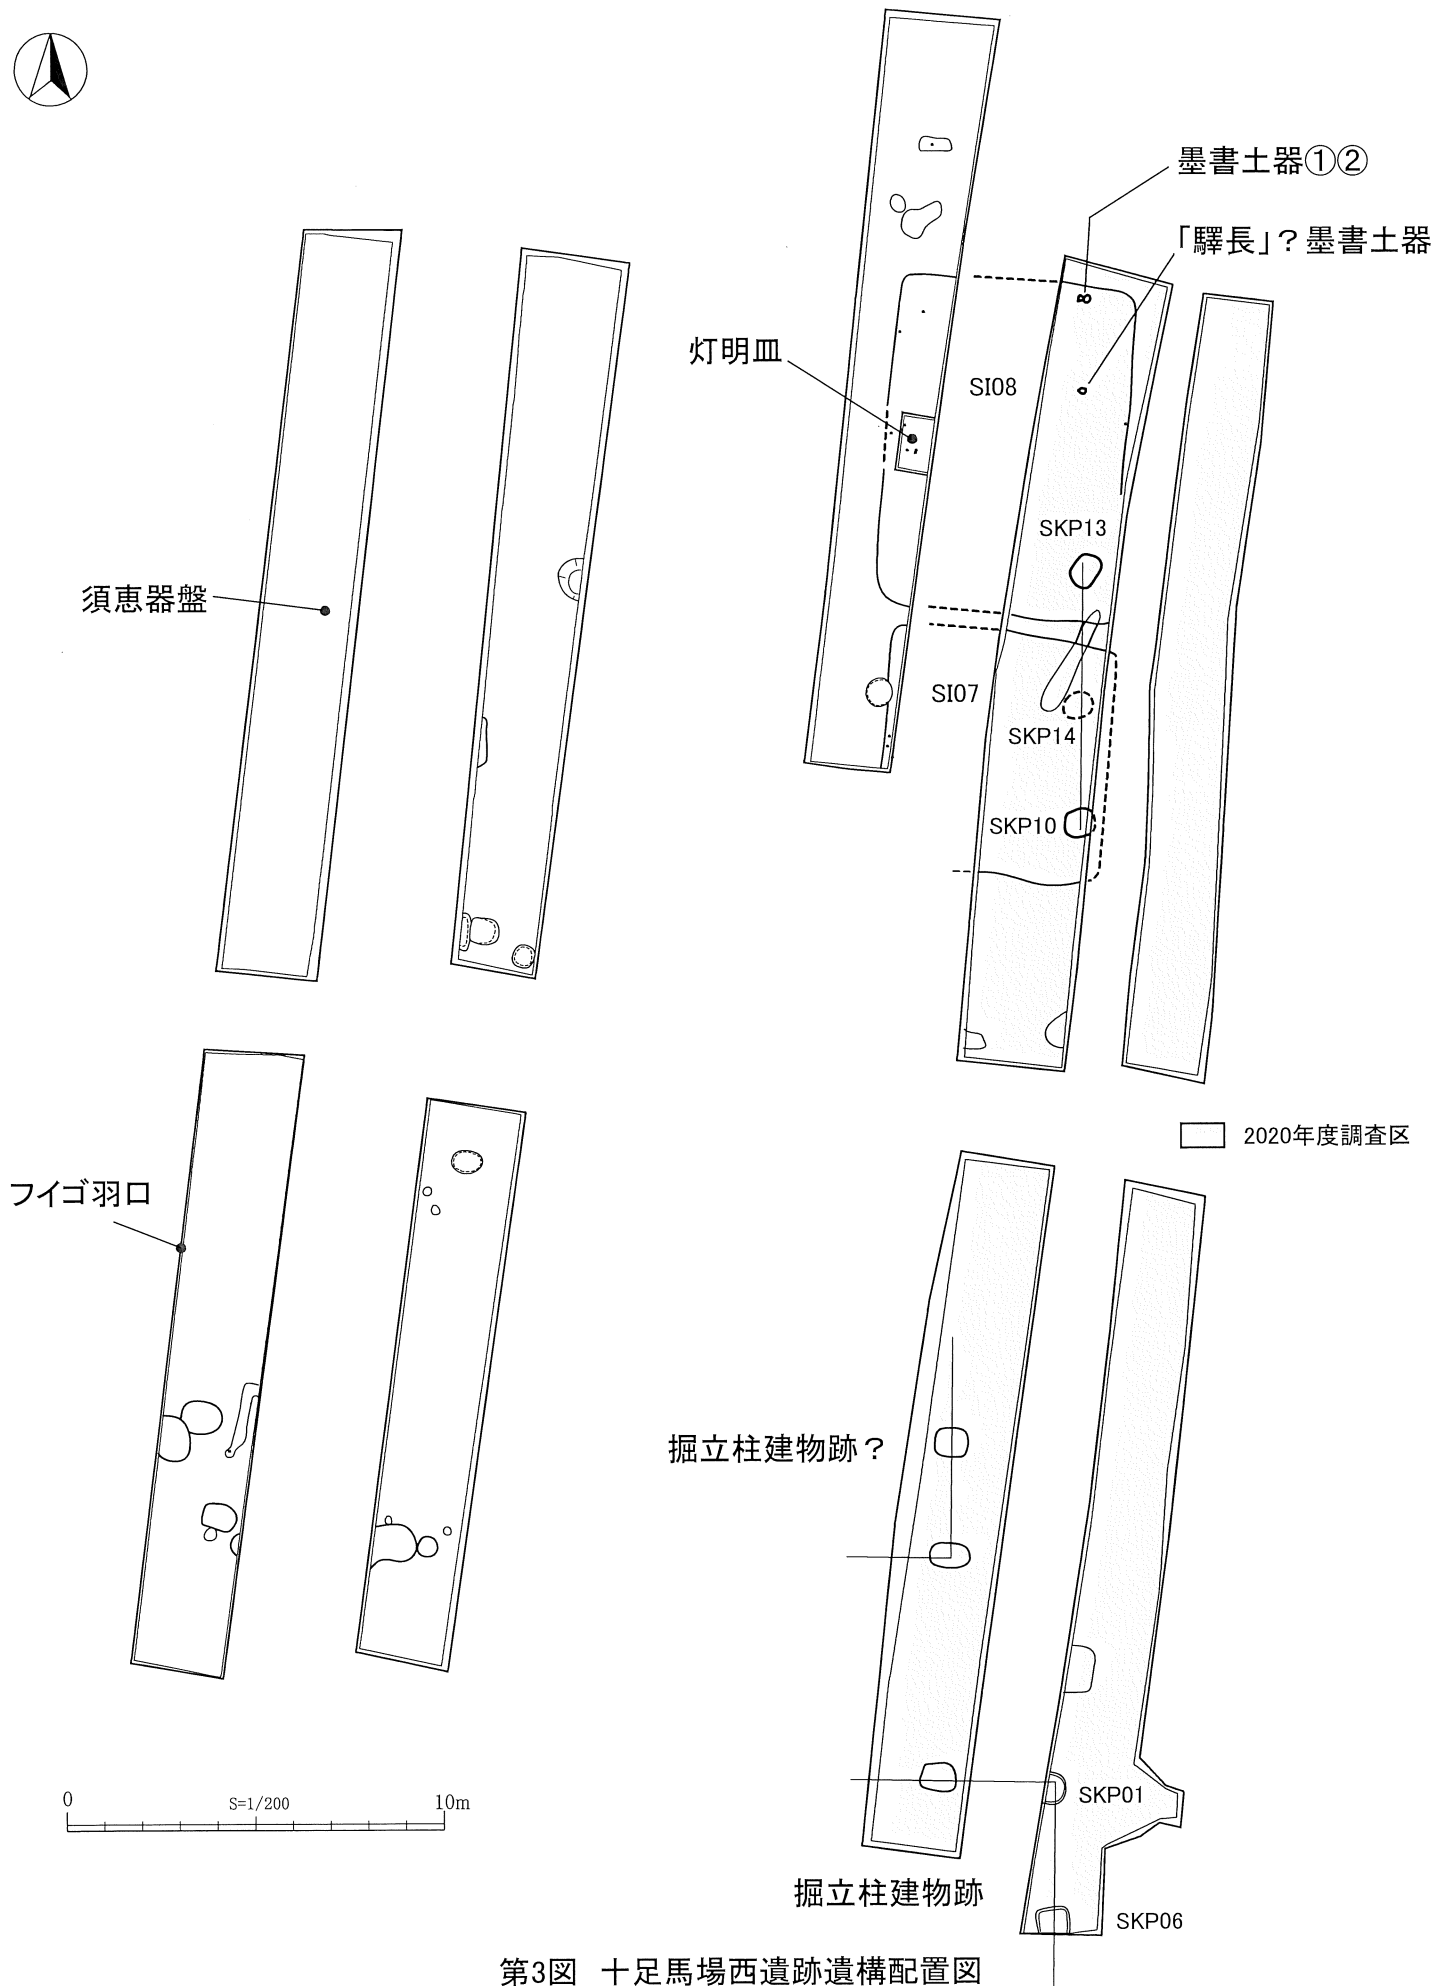 墨書土器①②
「驛長」？墨書土器
灯明皿
SI08
SKP13
須恵器盤
SI07
SKP14
SKP10
2020年度調査区
フイゴ羽口
掘立柱建物跡？
0 S=1/200 10m
SKP01
掘立柱建物跡
SKP06
第3図 十足馬場西遺跡遺構配置図